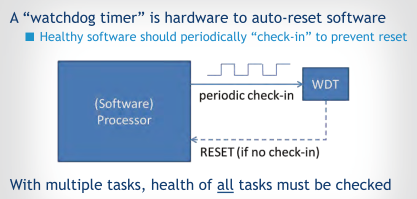 A “watchdog timer” is hardware to auto-reset software
Healthy software should periodically “check-in” to prevent reset
(Software)
Processor
periodic check-in
WDT
RESET (if no check-in)
With multiple tasks, health of all tasks must be checked